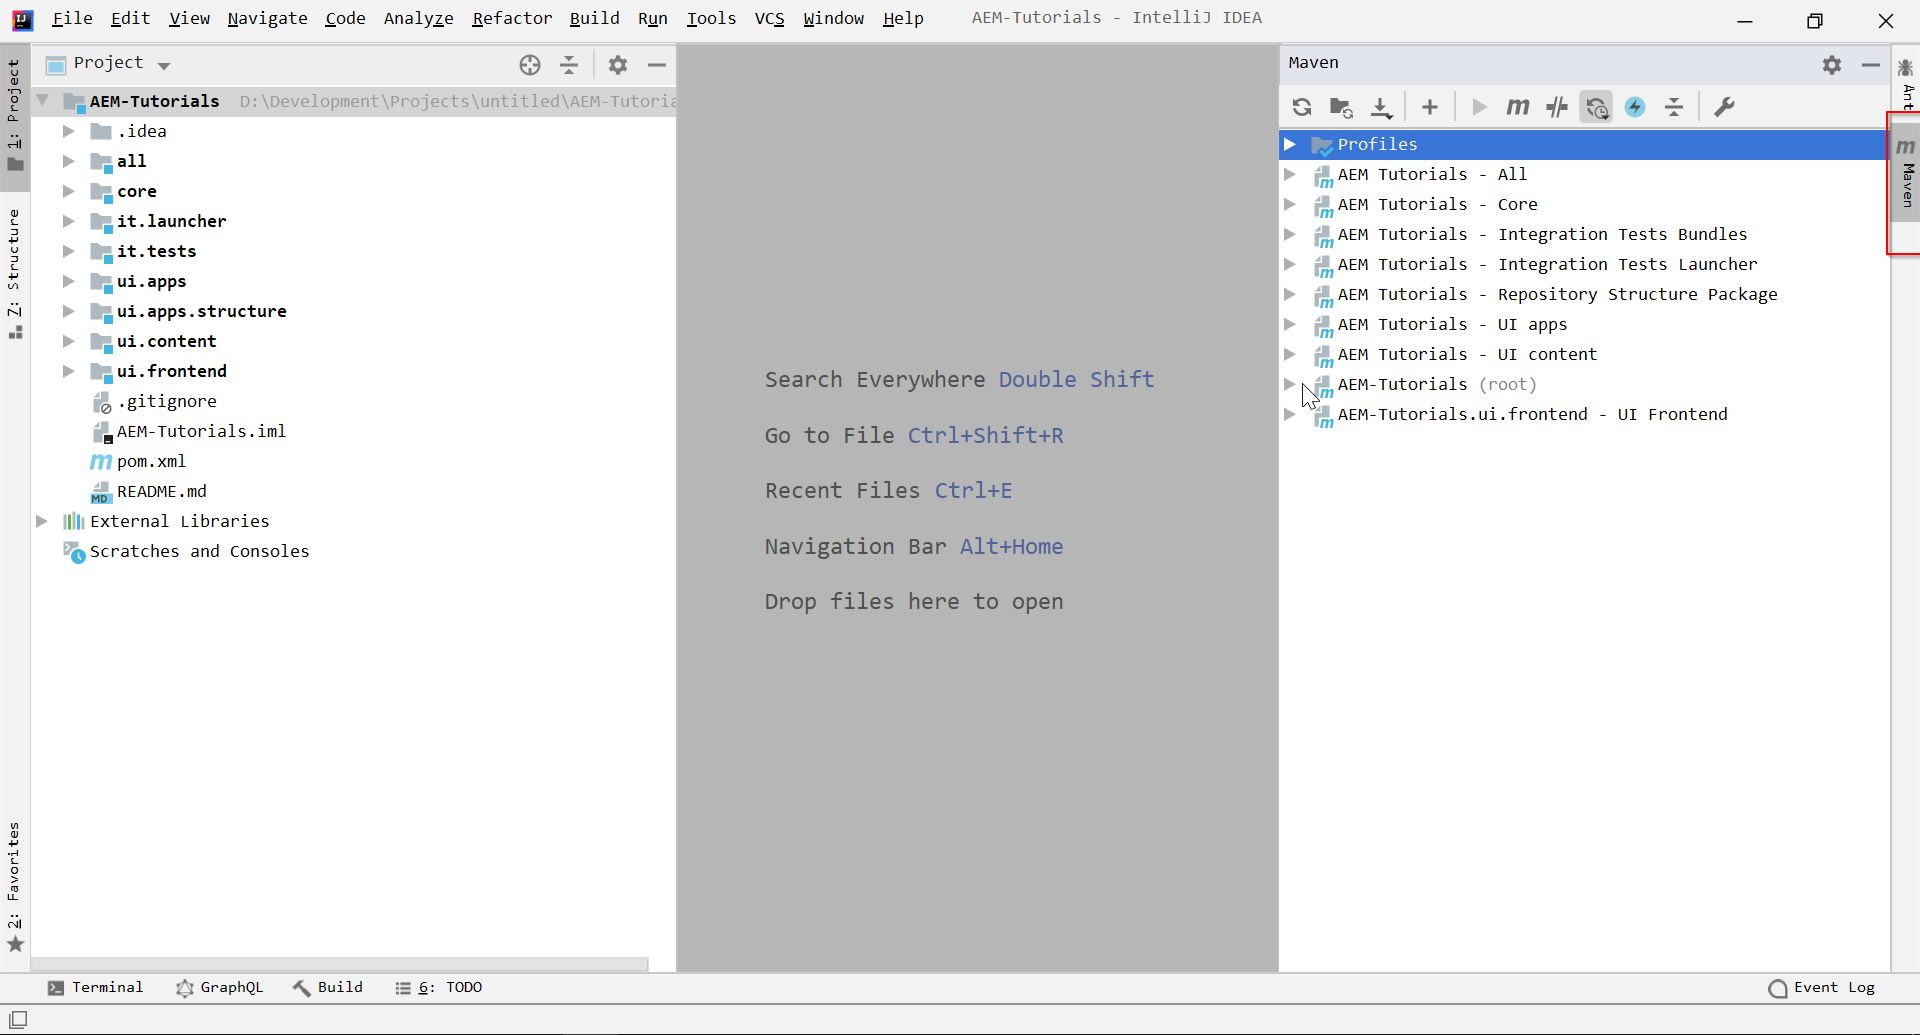 File Edit View Navigate Code Analyze Refactor Build Run Tools VCS Window Help AEM-Tutorials - IntelliJ IDEA
1: Project
Z: Structure
2: Favorites
Project
AEM-Tutorials D:\Development\Projects\untitled\AEM-Tutoria
.idea
all
core
it.launcher
it.tests
ui.apps
ui.apps.structure
ui.content
ui.frontend
.gitignore
AEM-Tutorials.iml
pom.xml
README.md
External Libraries
Scratches and Consoles
Search Everywhere Double Shift
Go to File Ctrl+Shift+R
Recent Files Ctrl+E
Navigation Bar Alt+Home
Drop files here to open
Maven
Profiles
AEM Tutorials - All
AEM Tutorials - Core
AEM Tutorials - Integration Tests Bundles
AEM Tutorials - Integration Tests Launcher
AEM Tutorials - Repository Structure Package
AEM Tutorials - UI apps
AEM Tutorials - UI content
AEM-Tutorials (root)
AEM-Tutorials.ui.frontend - UI Frontend
Ant
Maven
Terminal GraphQL Build 6: TODO Event Log